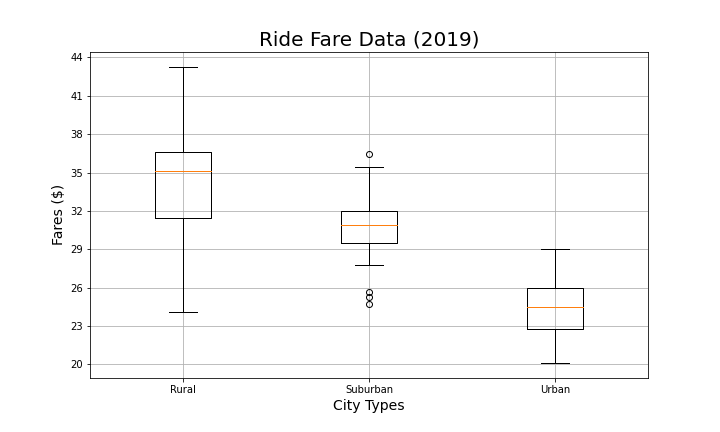 Ride Fare Data (2019)
44
41
38
35
32
29
26
23
20
Fares ($)
Rural Suburban Urban
City Types